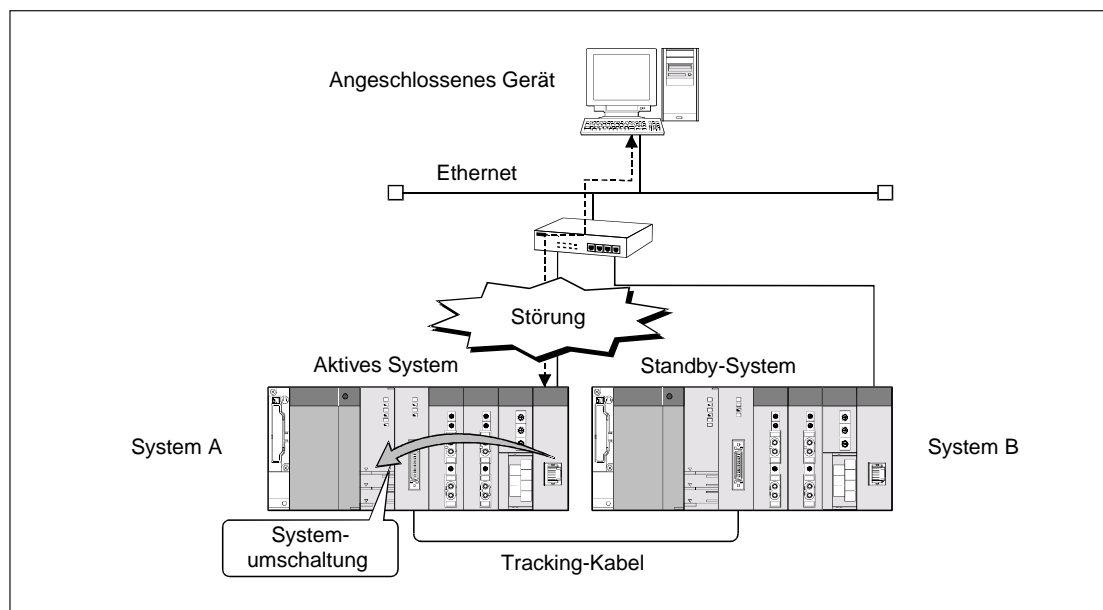 Angeschlossenes Gerät
Ethernet
Störung
Aktives System
Standby-System
System A
System B
System-
umschaltung
Tracking-Kabel